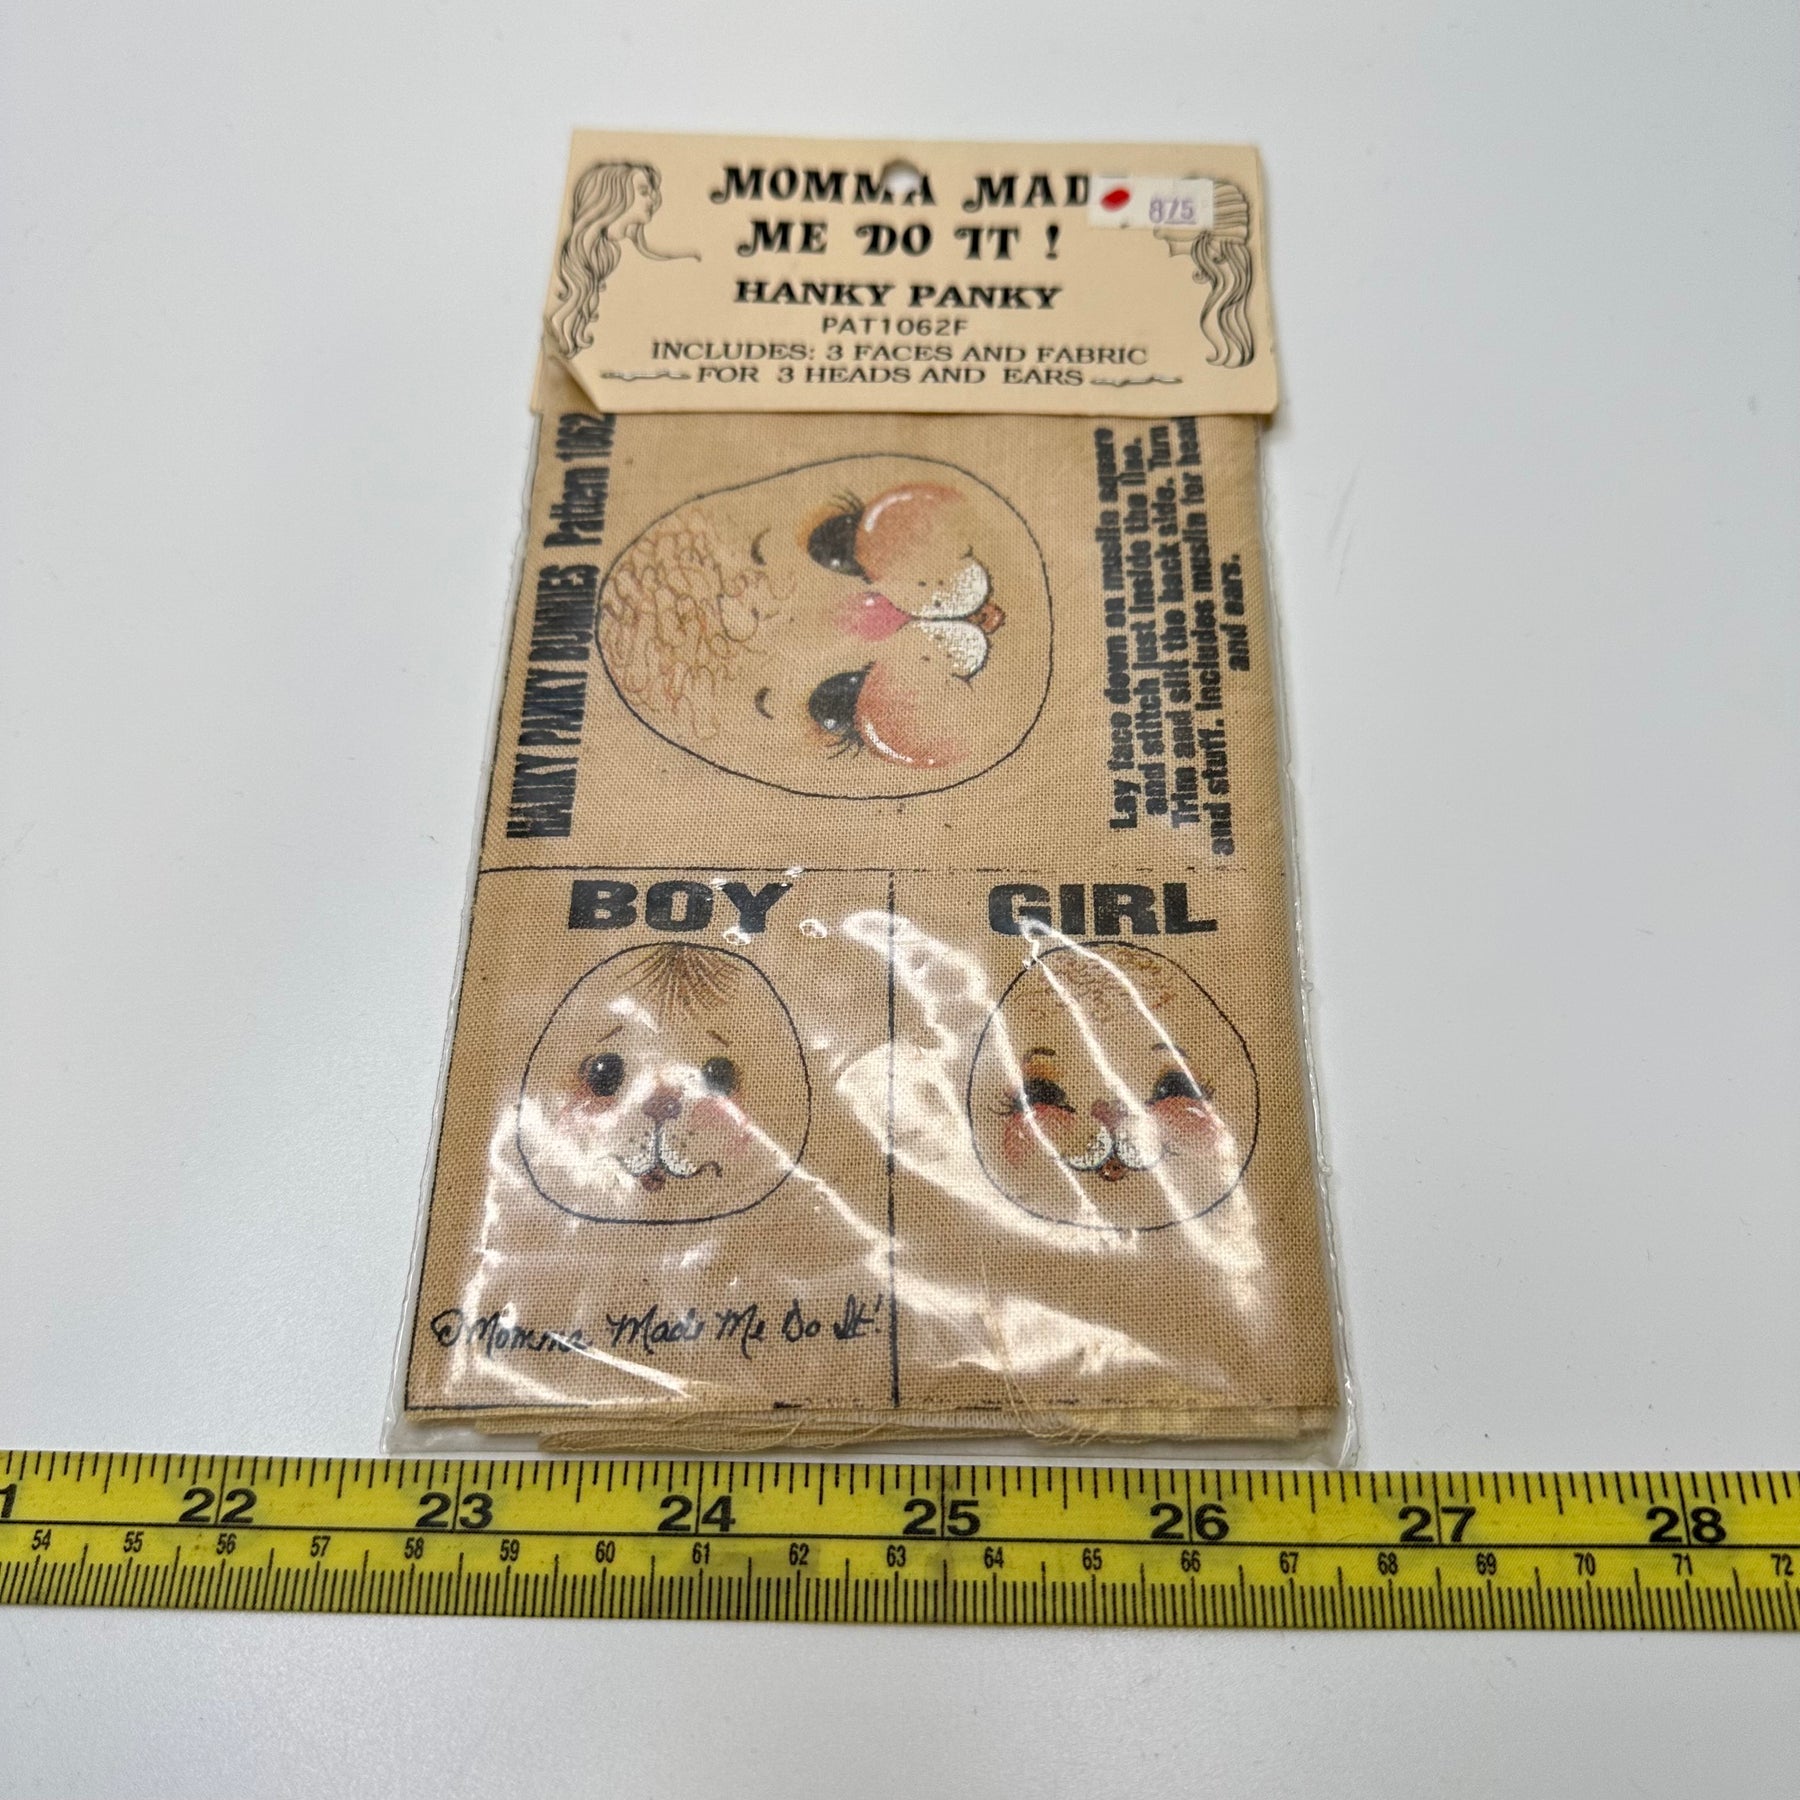 MOMMA MAD
ME DO IT !
875
HANKY PANKY
PAT1062F
INCLUDES: 3 FACES AND FABRIC
FOR 3 HEADS AND EARS
HANKY PANKY BUNNIES Pattern 1062
Lay face down on muslin square
and stitch just inside the line.
Trim and slit the back side. Turn
and stuff. Includes muslin for head
and ears.
BOY
GIRL
©Momma Made Me Do It!
1 22 23 24 25 26 27 28
54 55 56 57 58 59 60 61 62 63 64 65 66 67 68 69 70 71 72